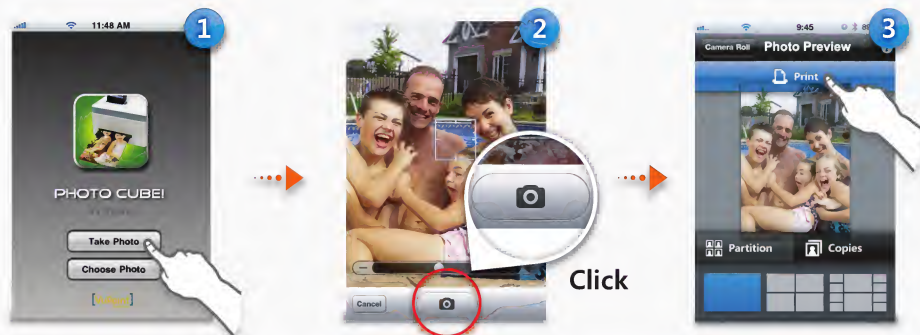 11:48 AM
1
PHOTO CUBE!
Take Photo
Choose Photo
2
Click
Cancel
9:45
3
Camera Roll
Photo Preview
Print
Partition
Copies